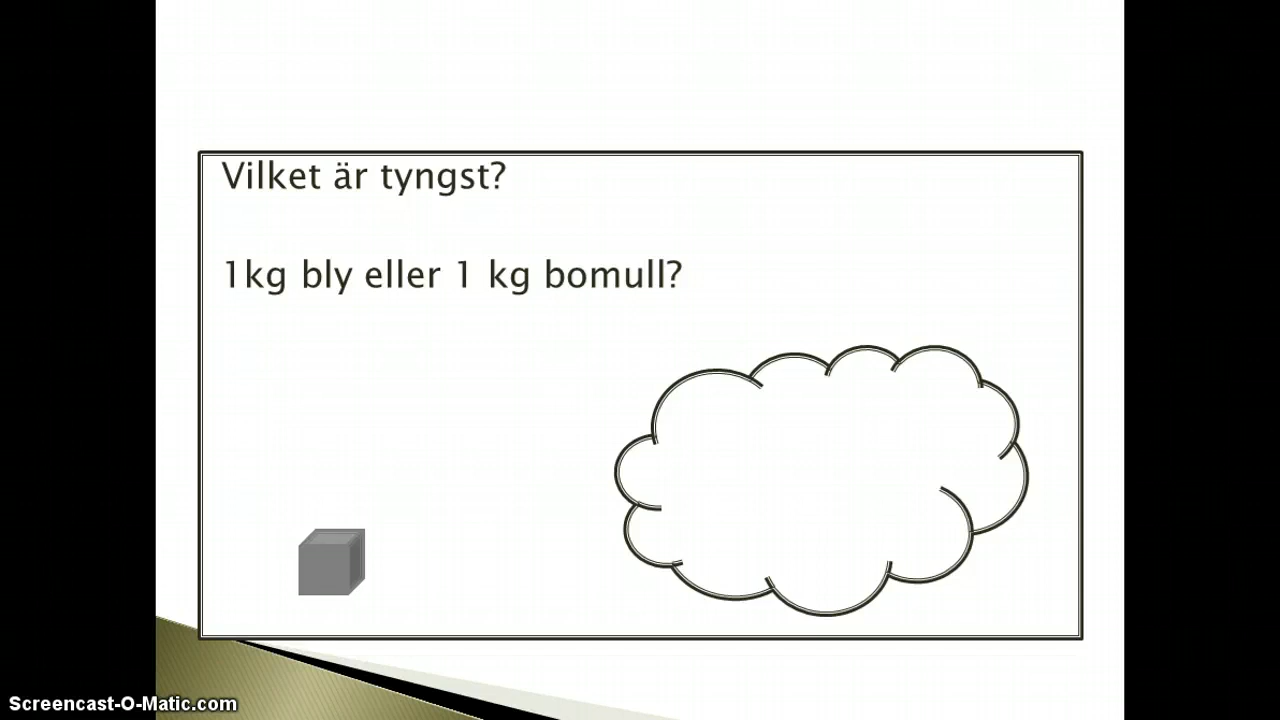 Vilket är tyngst?
1kg bly eller 1 kg bomull?
Screencast-O-Matic.com